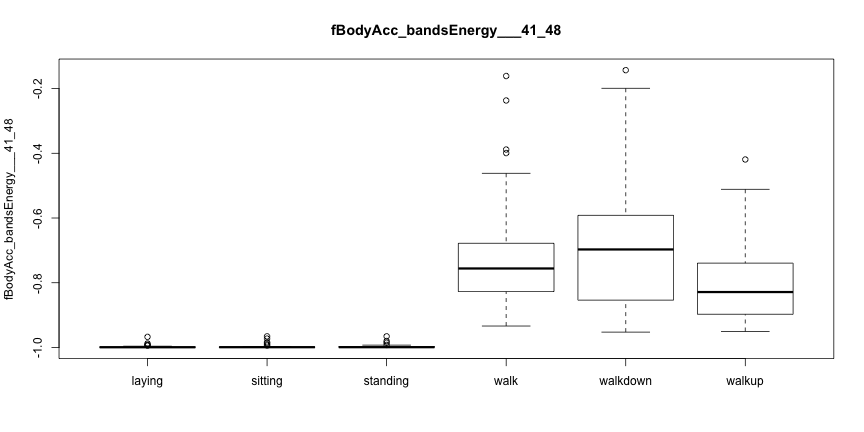 fBodyAcc_bandsEnergy___41_48
fBodyAcc_bandsEnergy___41_48
-0.2
-0.4
-0.6
-0.8
-1.0
laying sitting standing walk walkdown walkup